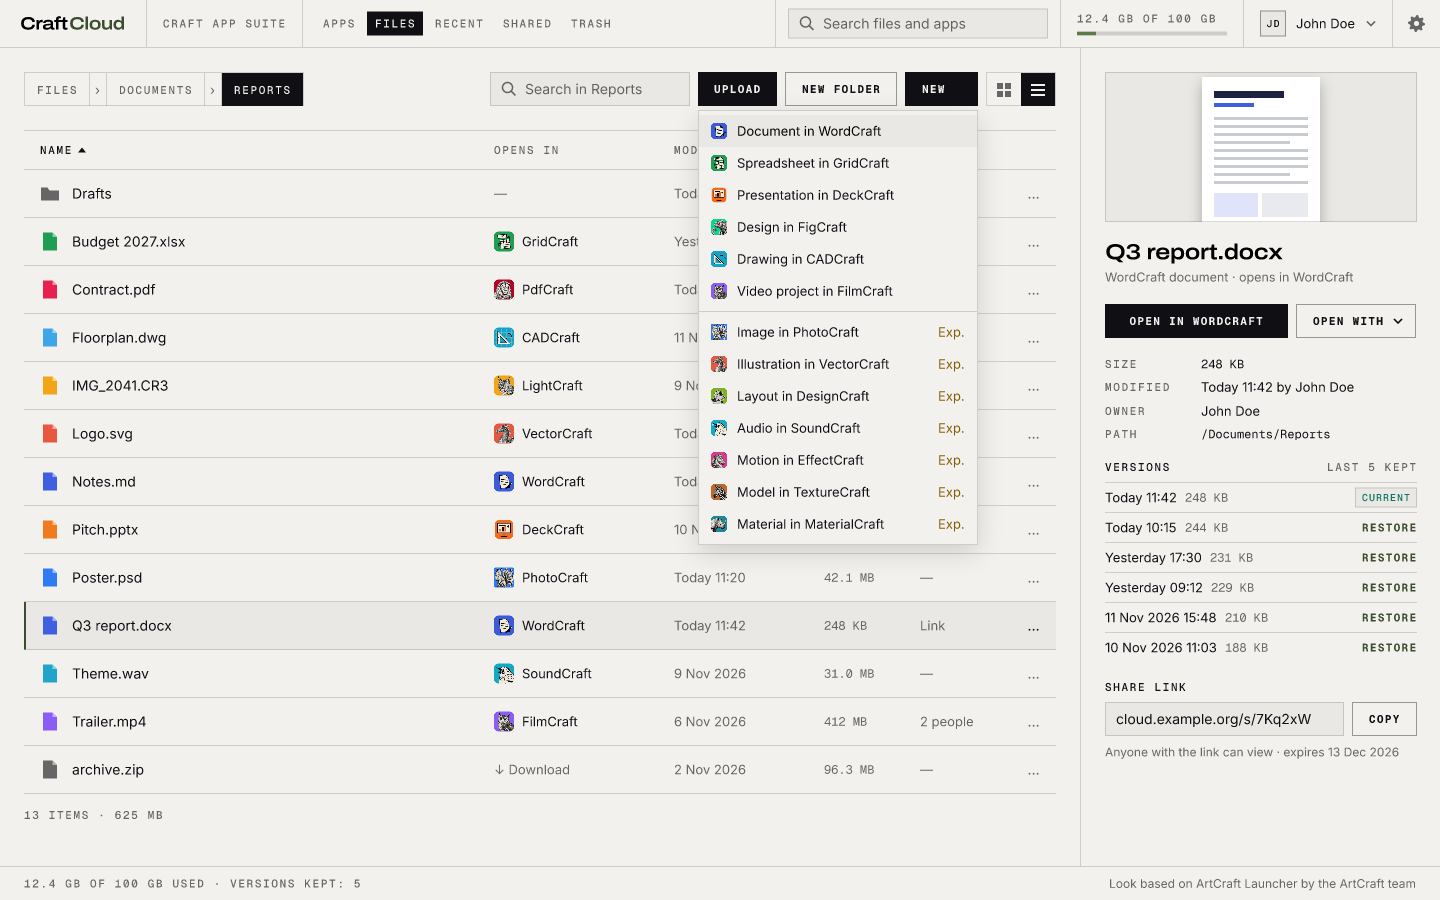 CraftCloud
CRAFT APP SUITE
APPS FILES RECENT SHARED TRASH
Search files and apps
12.4 GB OF 100 GB
JD John Doe
FILES › DOCUMENTS › REPORTS
Search in Reports
UPLOAD
NEW FOLDER
NEW
NAME OPENS IN MOD
Drafts — Tod ...
Budget 2027.xlsx GridCraft Yest ...
Contract.pdf PdfCraft Tod ...
Floorplan.dwg CADCraft 11 N ...
IMG_2041.CR3 LightCraft 9 No ...
Logo.svg VectorCraft Tod ...
Notes.md WordCraft Tod ...
Pitch.pptx DeckCraft 10 N ...
Poster.psd PhotoCraft Today 11:20 42.1 MB — ...
Q3 report.docx WordCraft Today 11:42 248 KB Link ...
Theme.wav SoundCraft 9 Nov 2026 31.0 MB — ...
Trailer.mp4 FilmCraft 6 Nov 2026 412 MB 2 people ...
archive.zip ↓ Download 2 Nov 2026 96.3 MB — ...
13 ITEMS · 625 MB
Document in WordCraft
Spreadsheet in GridCraft
Presentation in DeckCraft
Design in FigCraft
Drawing in CADCraft
Video project in FilmCraft
Image in PhotoCraft Exp.
Illustration in VectorCraft Exp.
Layout in DesignCraft Exp.
Audio in SoundCraft Exp.
Motion in EffectCraft Exp.
Model in TextureCraft Exp.
Material in MaterialCraft Exp.
Q3 report.docx
WordCraft document · opens in WordCraft
OPEN IN WORDCRAFT
OPEN WITH
SIZE 248 KB
MODIFIED Today 11:42 by John Doe
OWNER John Doe
PATH /Documents/Reports
VERSIONS LAST 5 KEPT
Today 11:42 248 KB CURRENT
Today 10:15 244 KB RESTORE
Yesterday 17:30 231 KB RESTORE
Yesterday 09:12 229 KB RESTORE
11 Nov 2026 15:48 210 KB RESTORE
10 Nov 2026 11:03 188 KB RESTORE
SHARE LINK
cloud.example.org/s/7Kq2xW COPY
Anyone with the link can view · expires 13 Dec 2026
12.4 GB OF 100 GB USED · VERSIONS KEPT: 5
Look based on ArtCraft Launcher by the ArtCraft team